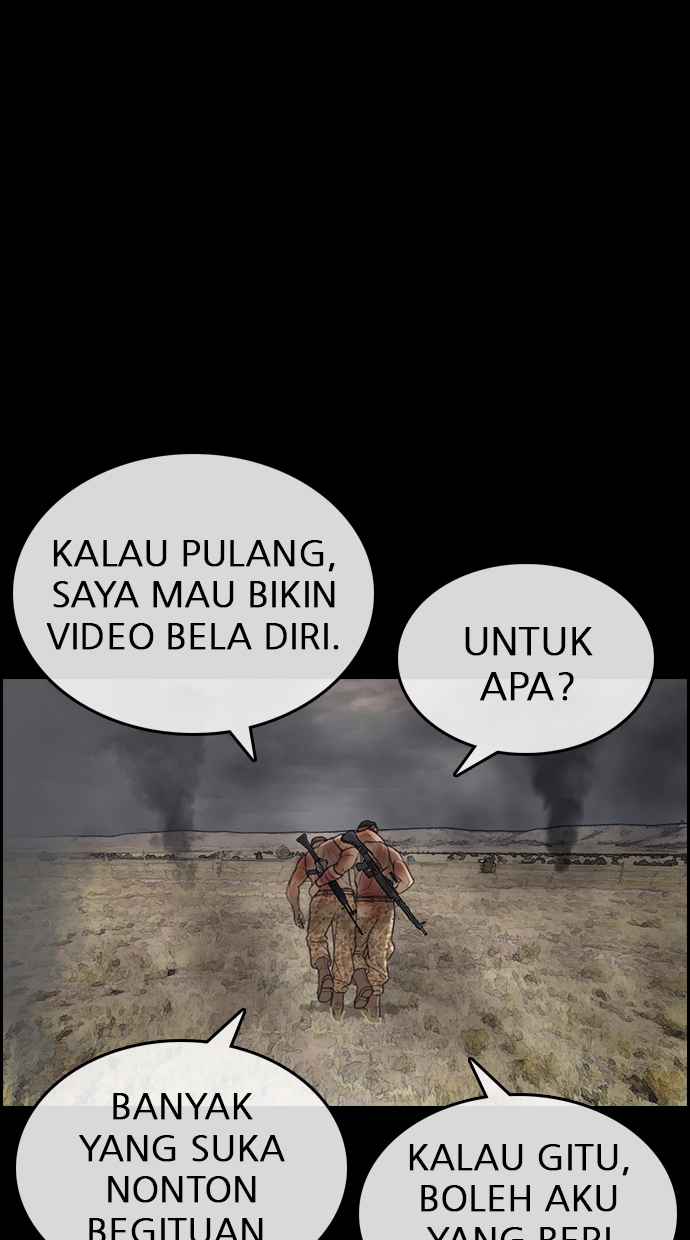 KALAU PULANG,
SAYA MAU BIKIN
VIDEO BELA DIRI.
UNTUK
APA?
BANYAK
YANG SUKA
NONTON
BEGITUAN.
KALAU GITU,
BOLEH AKU
YANG BERI